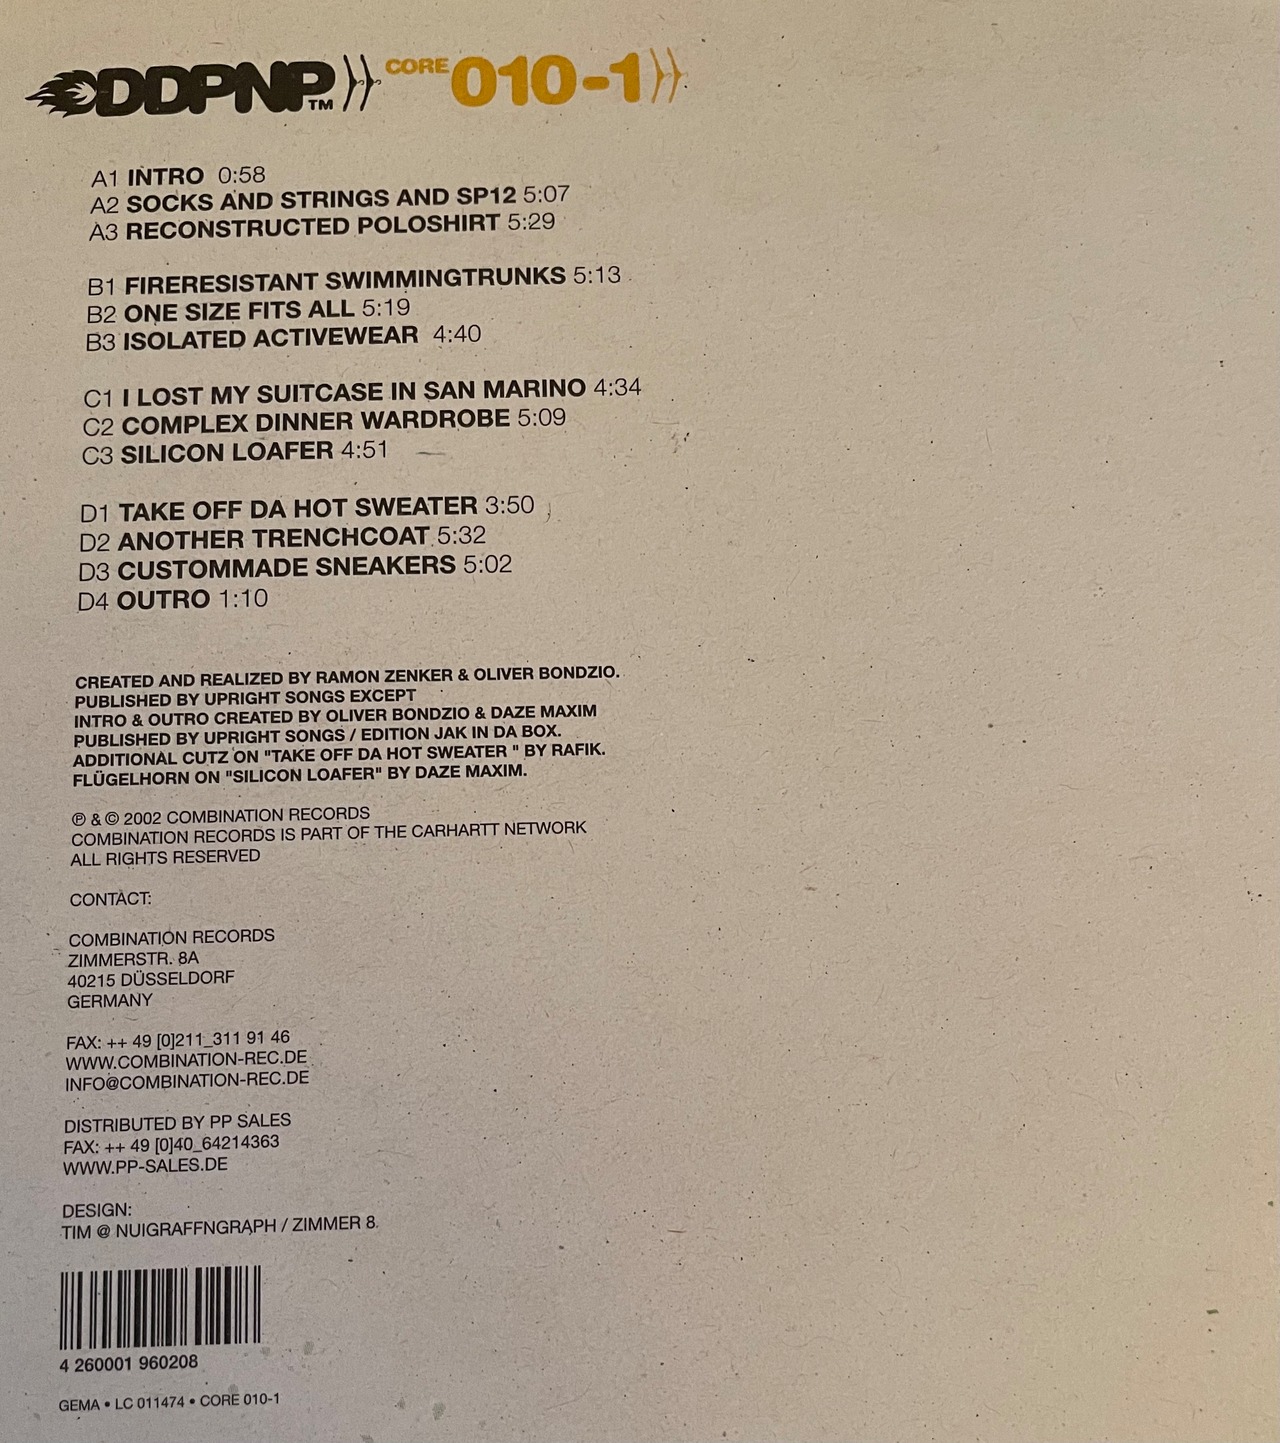 DDPNP™ CORE 010-1
A1 INTRO 0:58
A2 SOCKS AND STRINGS AND SP12 5:07
A3 RECONSTRUCTED POLOSHIRT 5:29
B1 FIRERESISTANT SWIMMINGTRUNKS 5:13
B2 ONE SIZE FITS ALL 5:19
B3 ISOLATED ACTIVEWEAR 4:40
C1 I LOST MY SUITCASE IN SAN MARINO 4:34
C2 COMPLEX DINNER WARDROBE 5:09
C3 SILICON LOAFER 4:51
D1 TAKE OFF DA HOT SWEATER 3:50
D2 ANOTHER TRENCHCOAT 5:32
D3 CUSTOMMADE SNEAKERS 5:02
D4 OUTRO 1:10
CREATED AND REALIZED BY RAMON ZENKER & OLIVER BONDZIO.
PUBLISHED BY UPRIGHT SONGS EXCEPT
INTRO & OUTRO CREATED BY OLIVER BONDZIO & DAZE MAXIM
PUBLISHED BY UPRIGHT SONGS / EDITION JAK IN DA BOX.
ADDITIONAL CUTZ ON "TAKE OFF DA HOT SWEATER " BY RAFIK.
FLÜGELHORN ON "SILICON LOAFER" BY DAZE MAXIM.
℗ & © 2002 COMBINATION RECORDS
COMBINATION RECORDS IS PART OF THE CARHARTT NETWORK
ALL RIGHTS RESERVED
CONTACT:
COMBINATION RECORDS
ZIMMERSTR. 8A
40215 DÜSSELDORF
GERMANY
FAX: ++ 49 [0]211_311 91 46
WWW.COMBINATION-REC.DE
INFO@COMBINATION-REC.DE
DISTRIBUTED BY PP SALES
FAX: ++ 49 [0]40_64214363
WWW.PP-SALES.DE
DESIGN:
TIM @ NUIGRAFFNGRAPH / ZIMMER 8.
4 260001 960208
GEMA • LC 011474 • CORE 010-1